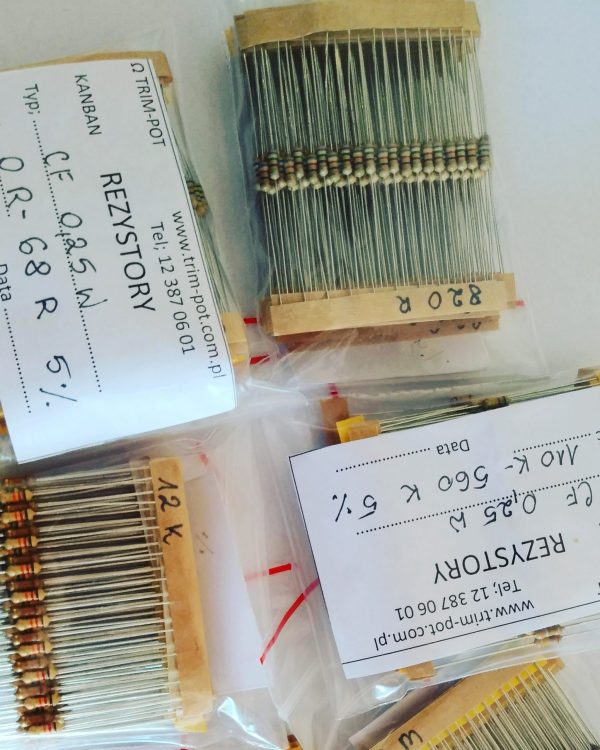 Ω TRIM-POT
www.trim-pot.com.pl
Tel; 12 387 06 01
KANBAN
REZYSTORY
Typ; CF 0,25 W
0 R - 68 R 5%
Data
820 R
12 K
%
www.trim-pot.com.pl
Tel; 12 387 06 01
REZYSTORY
CF 0,25 W
110 K - 560 K 5%
Data